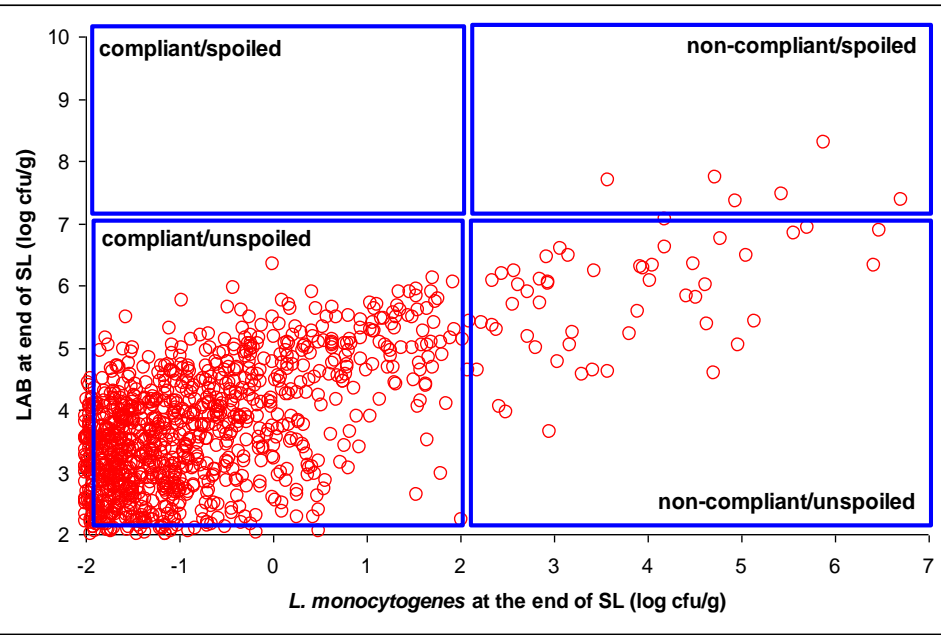 compliant/spoiled
non-compliant/spoiled
compliant/unspoiled
non-compliant/unspoiled
LAB at end of SL (log cfu/g)
10
9
8
7
6
5
4
3
2
-2 -1 0 1 2 3 4 5 6 7
L. monocytogenes at the end of SL (log cfu/g)